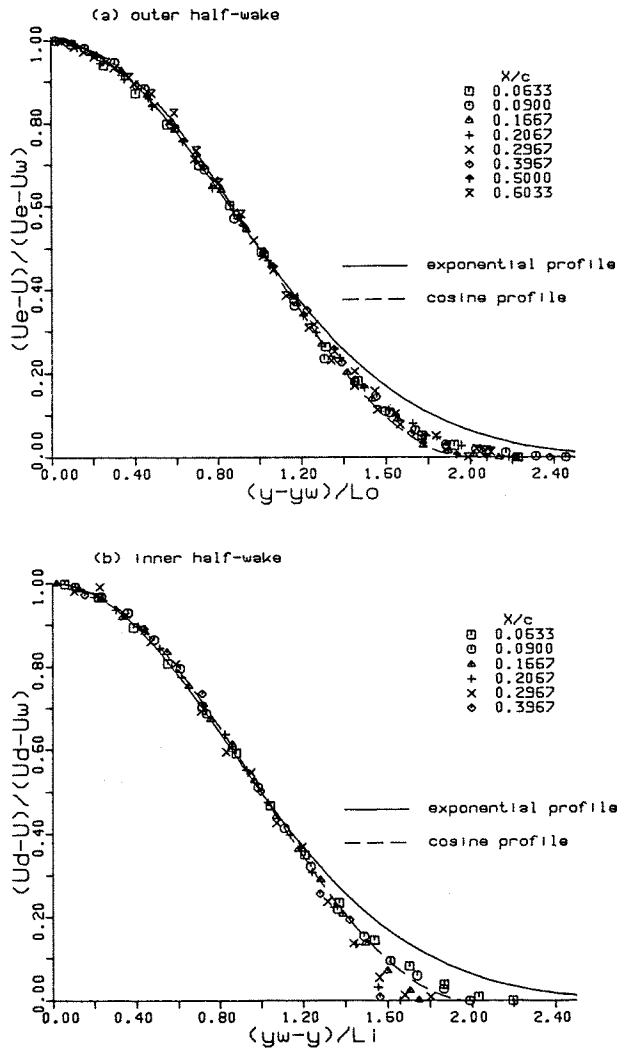 (a) outer half-wake
1.00
0.80
0.60
0.40
0.20
0.00
(Ue-U)/(Ue-Uw)
X/c
0.0633
0.0900
0.1667
0.2067
0.2967
0.3967
0.5000
0.6033
exponential profile
cosine profile
0.00 0.40 0.80 1.20 1.60 2.00 2.40
(y-yw)/Lo
(b) inner half-wake
1.00
0.80
0.60
0.40
0.20
0.00
(Ud-U)/(Ud-Uw)
X/c
0.0633
0.0900
0.1667
0.2067
0.2967
0.3967
exponential profile
cosine profile
0.00 0.40 0.80 1.20 1.60 2.00 2.40
(yw-y)/Li